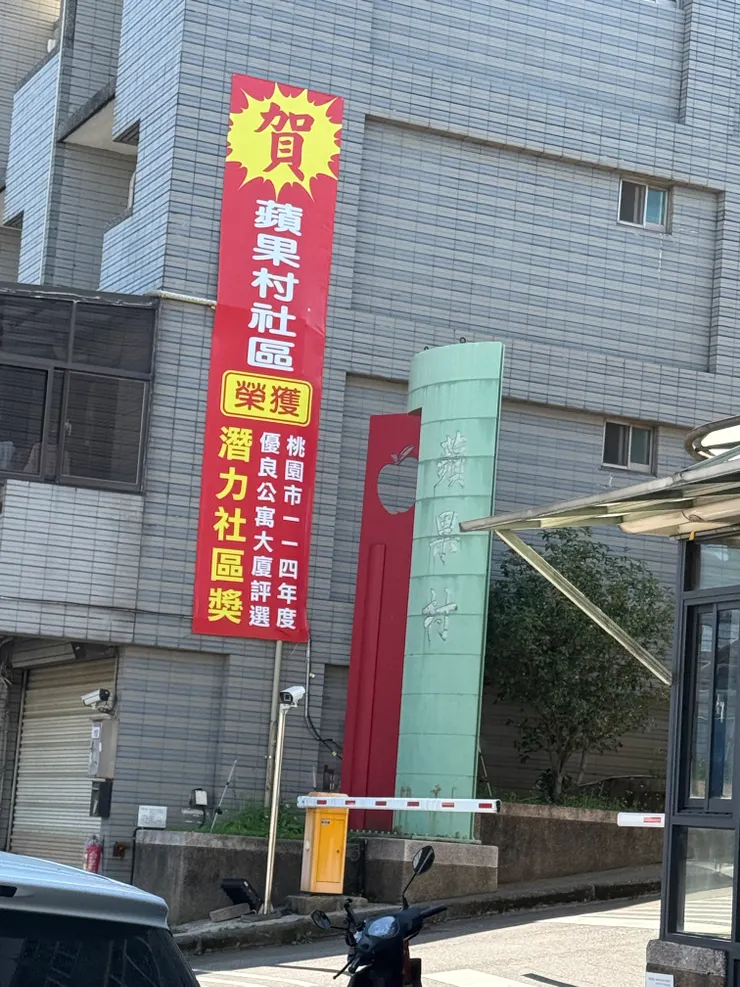 賀
蘋果村社區
榮獲
桃園市一一四年度
優良公寓大廈評選
潛力社區獎
蘋果村